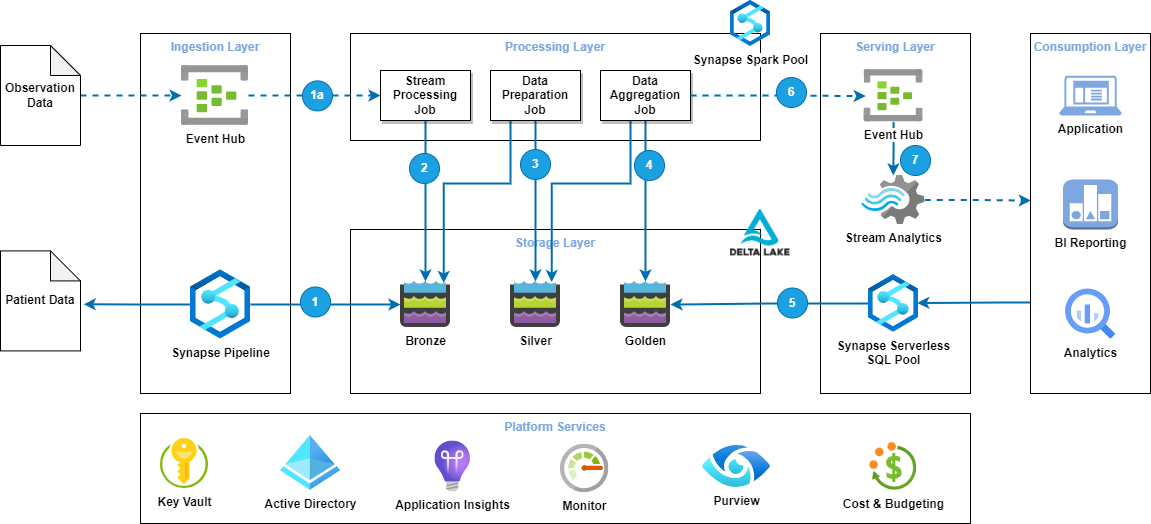 Ingestion Layer
Processing Layer
Synapse Spark Pool
Serving Layer
Consumption Layer
Observation
Data
Event Hub
1a
Stream
Processing
Job
Data
Preparation
Job
Data
Aggregation
Job
6
Event Hub
Application
2
3
4
7
Stream Analytics
BI Reporting
Storage Layer
DELTA LAKE
Patient Data
Synapse Pipeline
1
Bronze
Silver
Golden
5
Synapse Serverless
SQL Pool
Analytics
Platform Services
Key Vault
Active Directory
Application Insights
Monitor
Purview
Cost & Budgeting